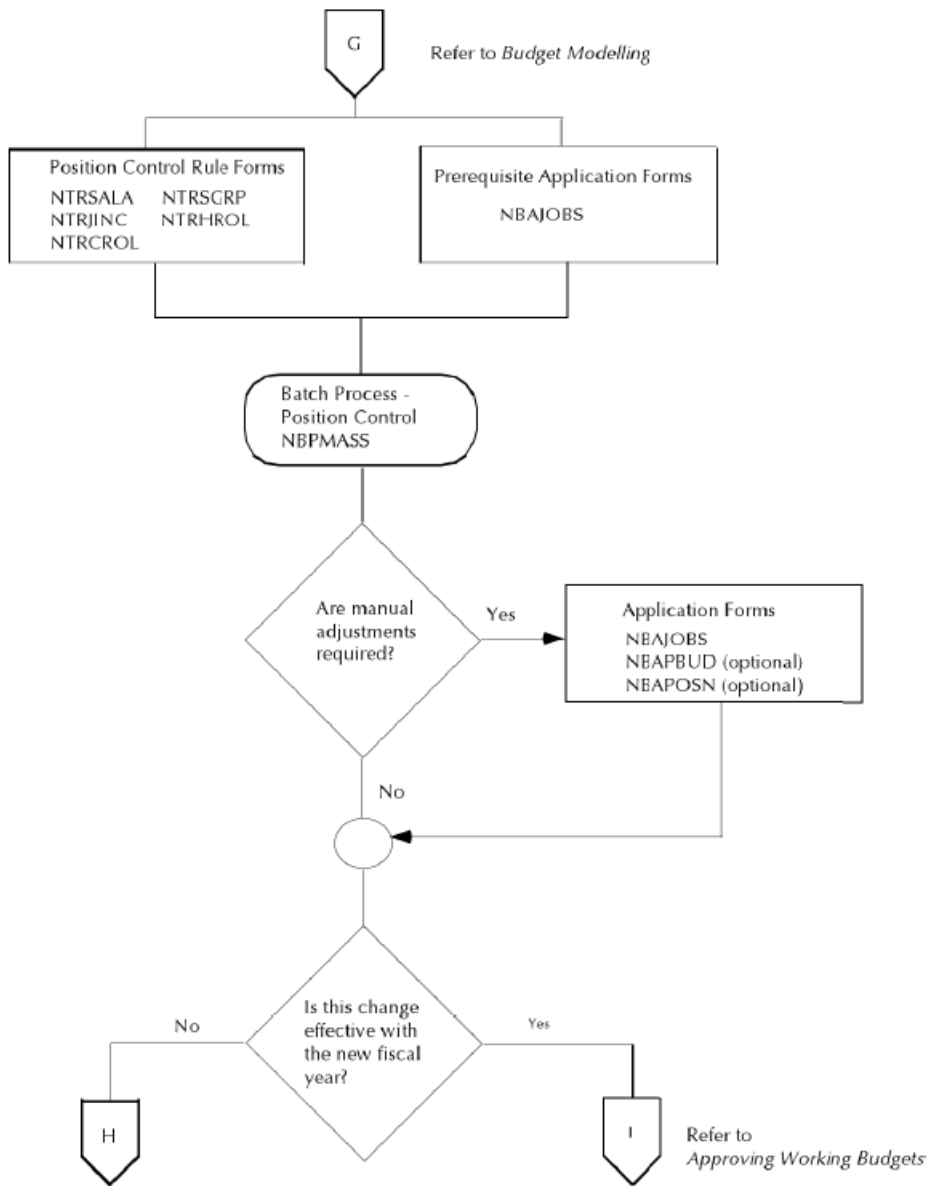 G
Refer to Budget Modelling
Position Control Rule Forms
NTRSALA NTRSGRP
NTRJINC NTRHROL
NTRCROL
Prerequisite Application Forms
NBAJOBS
Batch Process -
Position Control
NBPMASS
Are manual
adjustments
required?
Yes
Application Forms
NBAJOBS
NBAPBUD (optional)
NBAPOSN (optional)
No
Is this change
effective with
the new fiscal
year?
No
Yes
H
I
Refer to
Approving Working Budgets